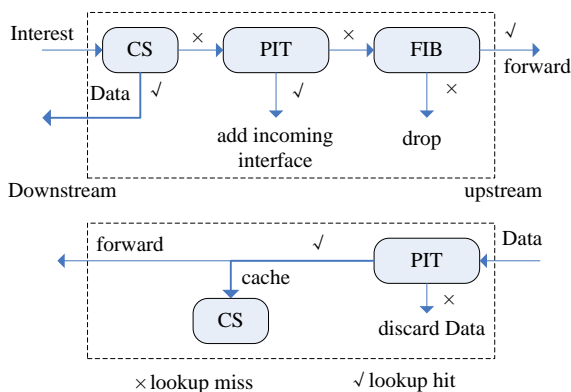 Interest
CS
×
PIT
×
FIB
√
forward
Data
√
√
×
add incoming
interface
drop
Downstream
upstream
forward
√
Data
PIT
cache
×
CS
discard Data
× lookup miss
√ lookup hit